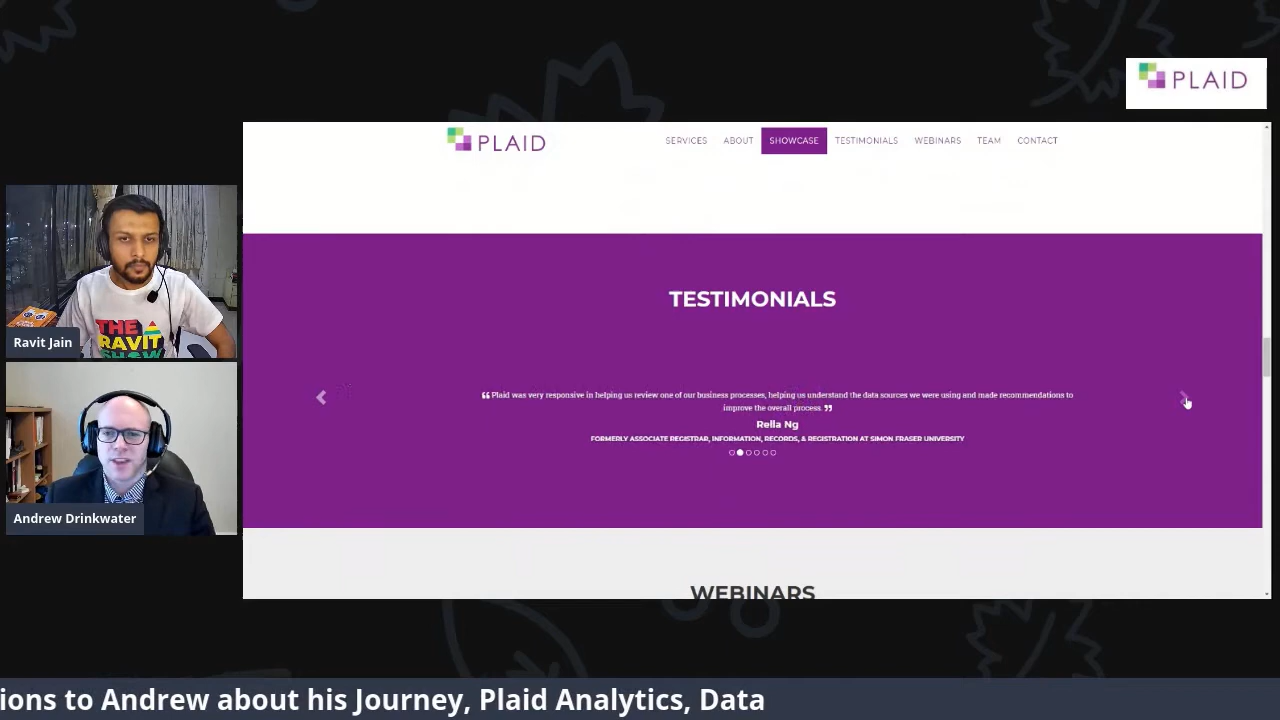 PLAID
PLAID
SERVICES ABOUT SHOWCASE TESTIMONIALS WEBINARS TEAM CONTACT
TESTIMONIALS
❝ Plaid was very responsive in helping us review one of our business processes, helping us understand the data sources we were using and made recommendations to
improve the overall process. ❞
Rella Ng
FORMERLY ASSOCIATE REGISTRAR, INFORMATION, RECORDS, & REGISTRATION AT SIMON FRASER UNIVERSITY
WEBINARS
THE
RAVIT
SHOW
Ravit Jain
Andrew Drinkwater
ions to Andrew about his Journey, Plaid Analytics, Data